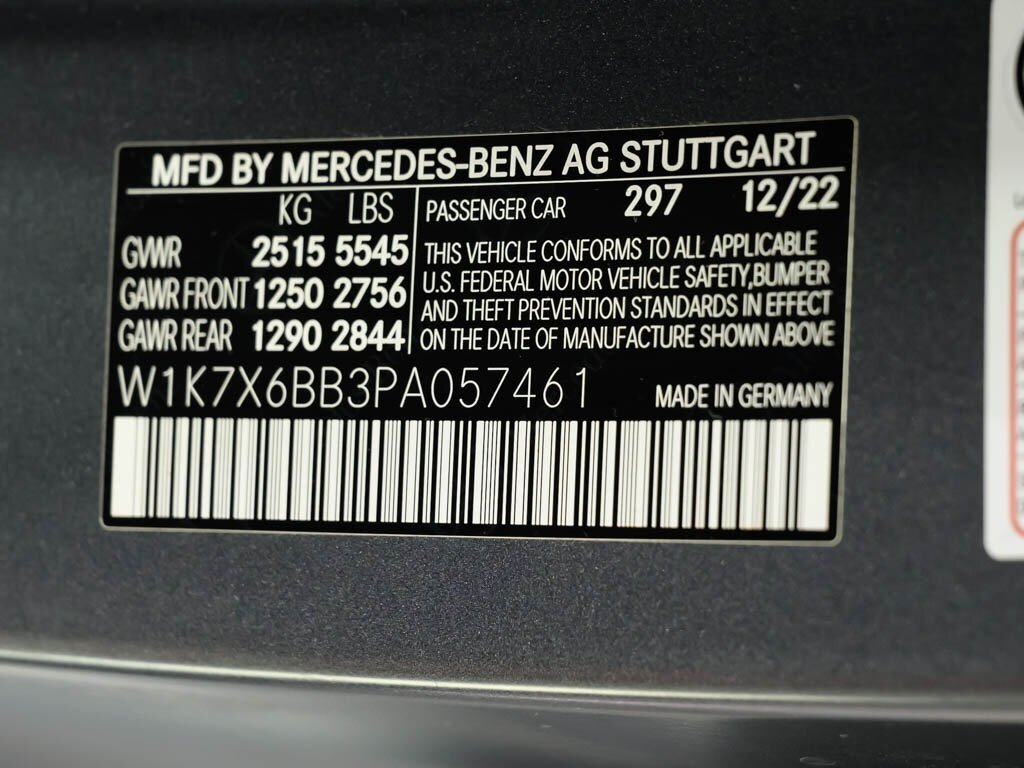 MFD BY MERCEDES-BENZ AG STUTTGART
KG LBS
GVWR 2515 5545
GAWR FRONT 1250 2756
GAWR REAR 1290 2844
PASSENGER CAR 297 12/22
THIS VEHICLE CONFORMS TO ALL APPLICABLE
U.S. FEDERAL MOTOR VEHICLE SAFETY,BUMPER
AND THEFT PREVENTION STANDARDS IN EFFECT
ON THE DATE OF MANUFACTURE SHOWN ABOVE
W1K7X6BB3PA057461 MADE IN GERMANY